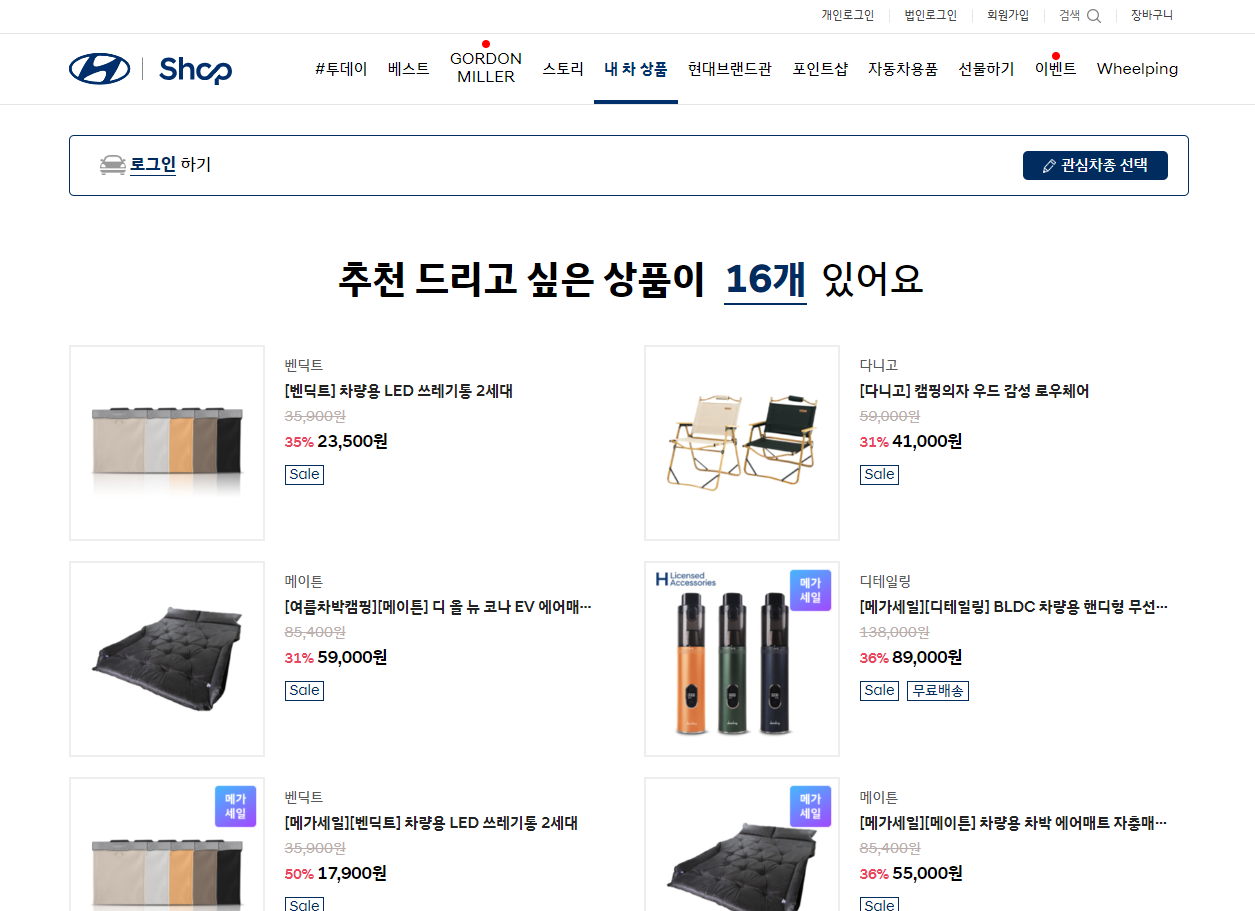 개인로그인 법인로그인 회원가입 검색 장바구니
Shop
#투데이 베스트 GORDON MILLER 스토리 내 차 상품 현대브랜드관 포인트샵 자동차용품 선물하기 이벤트 Wheelping
로그인 하기
관심차종 선택
추천 드리고 싶은 상품이 16개 있어요
벤딕트
[벤딕트] 차량용 LED 쓰레기통 2세대
35,900원
35% 23,500원
Sale
다니고
[다니고] 캠핑의자 우드 감성 로우체어
59,000원
31% 41,000원
Sale
메이튼
[여름차박캠핑][메이튼] 디 올 뉴 코나 EV 에어매…
85,400원
31% 59,000원
Sale
H Licensed
Accessories
메가
세일
디테일링
[메가세일][디테일링] BLDC 차량용 핸디형 무선…
138,000원
36% 89,000원
Sale 무료배송
메가
세일
벤딕트
[메가세일][벤딕트] 차량용 LED 쓰레기통 2세대
35,900원
50% 17,900원
Sale
메가
세일
메이튼
[메가세일][메이튼] 차량용 차박 에어매트 자충매…
85,400원
36% 55,000원
Sale